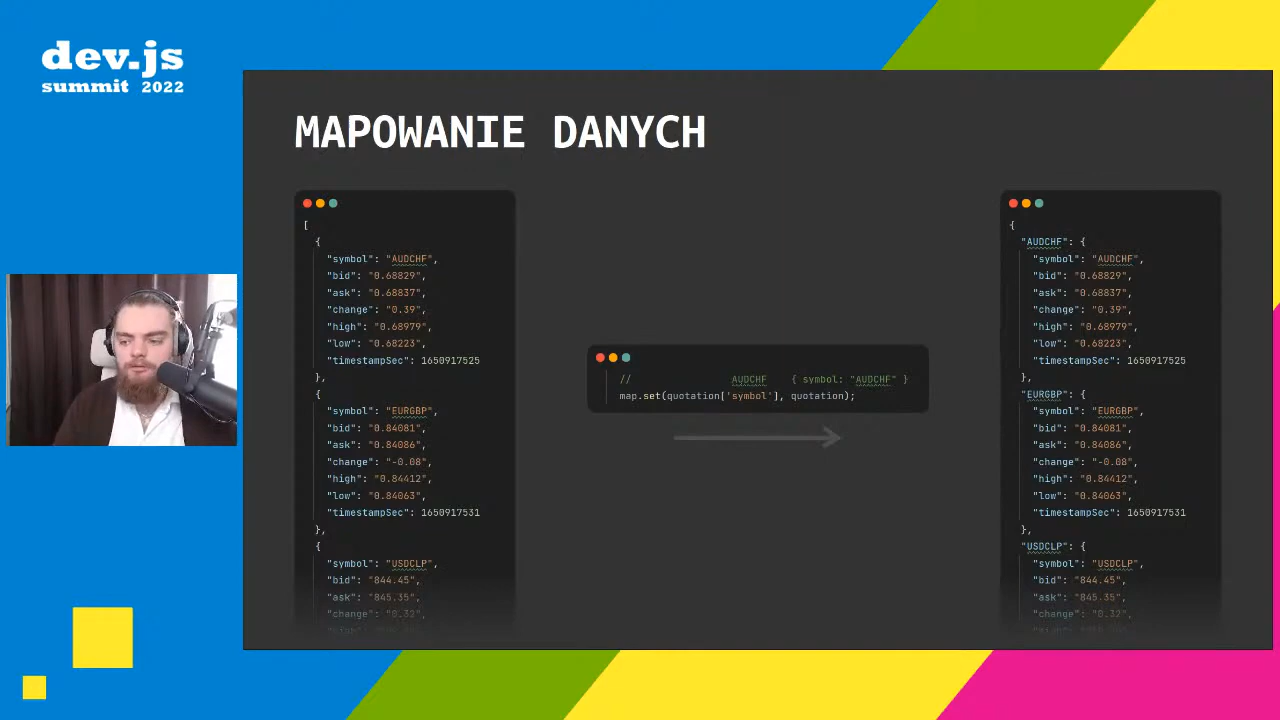 dev.js
summit 2022
MAPOWANIE DANYCH
[
{
"symbol": "AUDCHF",
"bid": "0.68829",
"ask": "0.68837",
"change": "0.39",
"high": "0.68979",
"low": "0.68223",
"timestampSec": 1650917525
},
{
"symbol": "EURGBP",
"bid": "0.84081",
"ask": "0.84086",
"change": "-0.08",
"high": "0.84412",
"low": "0.84063",
"timestampSec": 1650917531
},
{
"symbol": "USDCLP",
"bid": "844.45",
"ask": "845.35",
"change": "0.32",
// AUDCHF { symbol: "AUDCHF" }
map.set(quotation['symbol'], quotation);
{
"AUDCHF": {
"symbol": "AUDCHF",
"bid": "0.68829",
"ask": "0.68837",
"change": "0.39",
"high": "0.68979",
"low": "0.68223",
"timestampSec": 1650917525
},
"EURGBP": {
"symbol": "EURGBP",
"bid": "0.84081",
"ask": "0.84086",
"change": "-0.08",
"high": "0.84412",
"low": "0.84063",
"timestampSec": 1650917531
},
"USDCLP": {
"symbol": "USDCLP",
"bid": "844.45",
"ask": "845.35",
"change": "0.32",